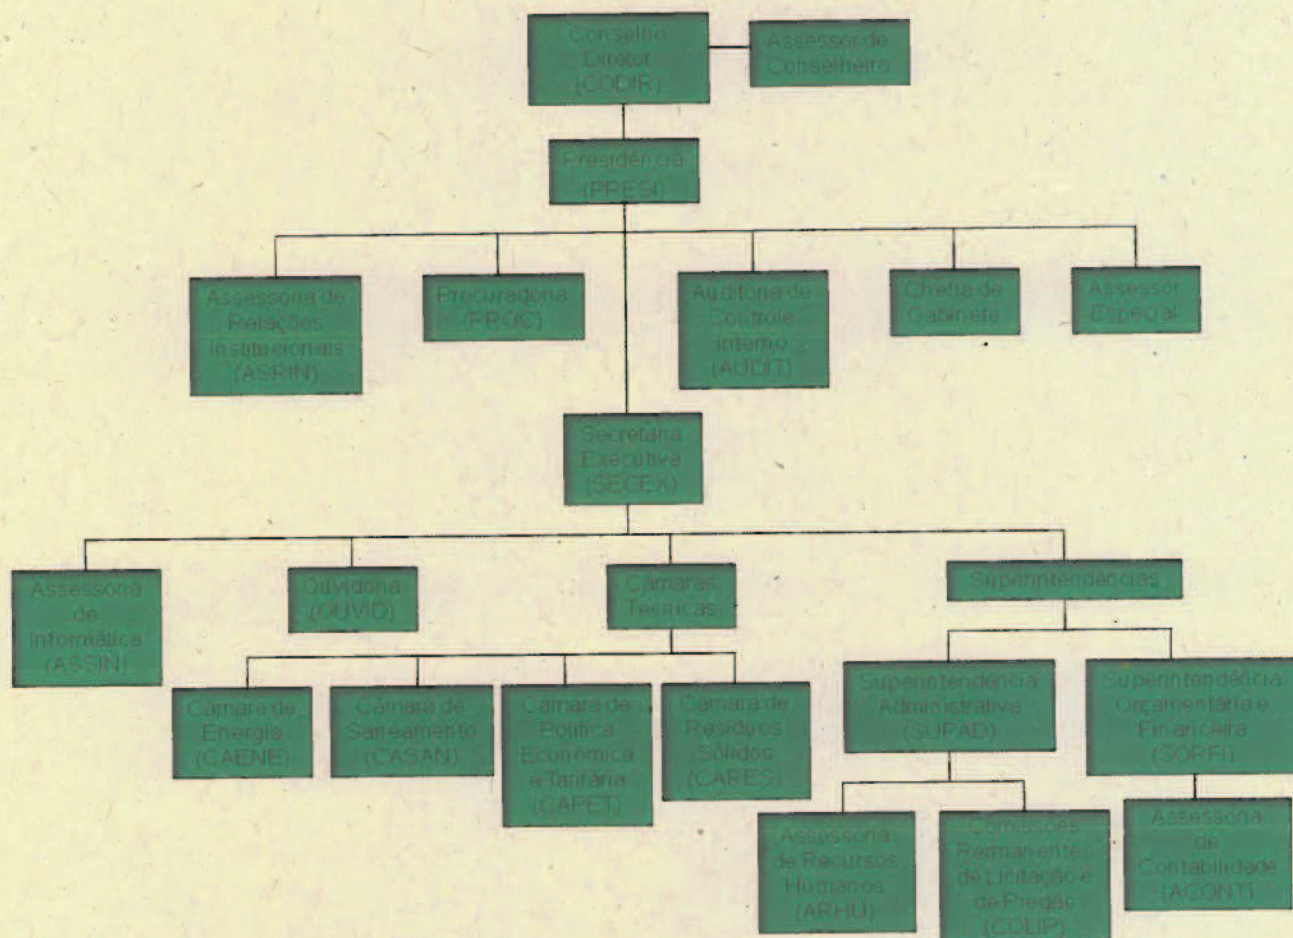 Conselho
Diretor
(CODIR)
Assessor de
Conselheiro
Presidência
(PRESI)
Assessoria de
Relações
Institucionais
(ASRIN)
Procuradoria
(PROC)
Auditoria de
Controle
Interno
(AUDIT)
Chefia de
Gabinete
Assessor
Especial
Secretaria
Executiva
(SECEX)
Assessoria
de
Informática
(ASSIN)
Ouvidoria
(OUVID)
Câmaras
Técnicas
Superintendências
Câmara de
Energia
(CAENE)
Câmara de
Saneamento
(CASAN)
Câmara de
Política
Econômica
e Tarifária
(CAPET)
Câmara de
Resíduos
Sólidos
(CARES)
Superintendência
Administrativa
(SUPAD)
Superintendência
Orçamentária e
Financeira
(SOREI)
Assessoria
de Recursos
Humanos
(ARHU)
Comissões
Permanentes
de Licitação e
de Pregão
(COLIP)
Assessoria
de
Contabilidade
(ACONT)